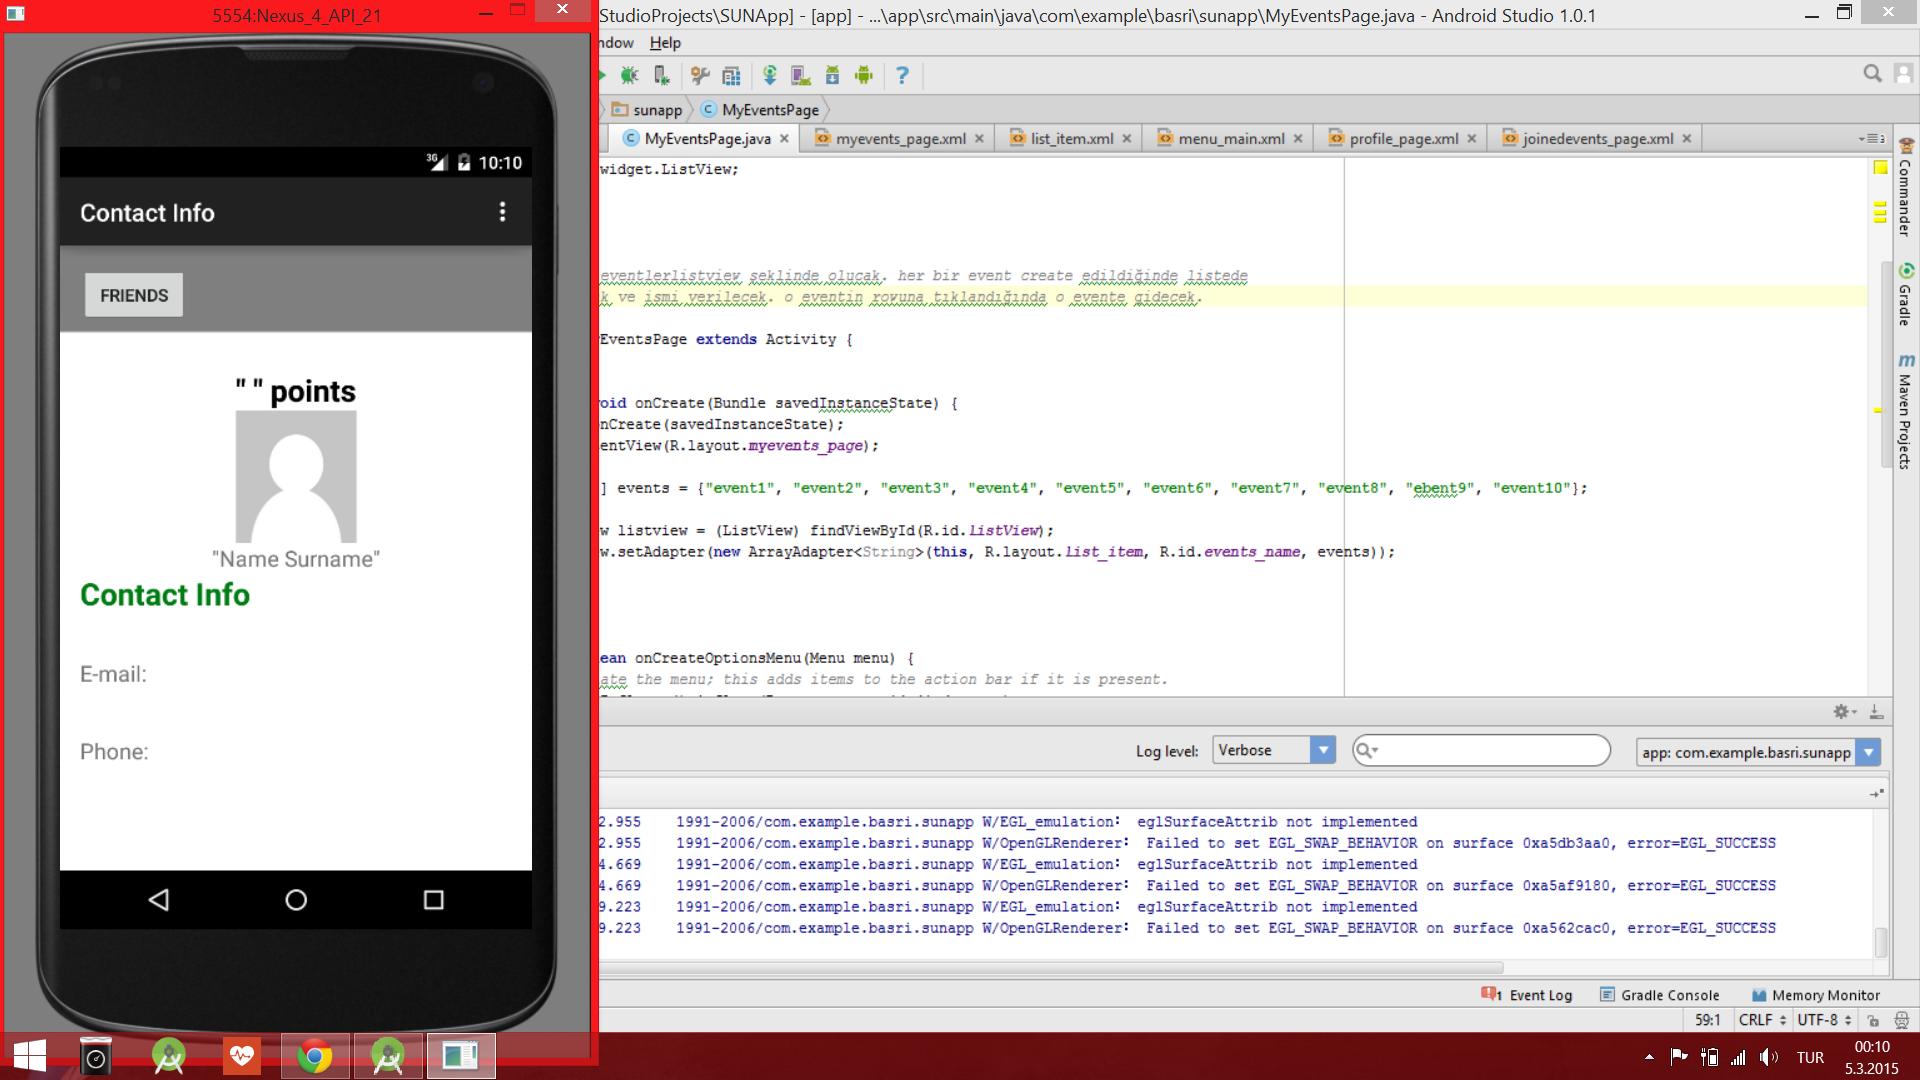 5554:Nexus_4_API_21
StudioProjects\SUNApp] - [app] - ...\app\src\main\java\com\example\basri\sunapp\MyEventsPage.java - Android Studio 1.0.1
ndow Help
sunapp MyEventsPage
MyEventsPage.java myevents_page.xml list_item.xml menu_main.xml profile_page.xml joinedevents_page.xml
3G 10:10
Contact Info
FRIENDS
" " points
"Name Surname"
Contact Info
E-mail:
Phone:
widget.ListView;
eventlerlistview seklinde olucak. her bir event create edildiğinde listede
k ve ismi verilecek. o eventin rowuna tıklandığında o evente gidecek.
yEventsPage extends Activity {
oid onCreate(Bundle savedInstanceState) {
nCreate(savedInstanceState);
entView(R.layout.myevents_page);
] events = {"event1", "event2", "event3", "event4", "event5", "event6", "event7", "event8", "ebent9", "event10"};
w listview = (ListView) findViewById(R.id.listView);
w.setAdapter(new ArrayAdapter<String>(this, R.layout.list_item, R.id.events_name, events));
ean onCreateOptionsMenu(Menu menu) {
ate the menu; this adds items to the action bar if it is present.
Commander
Gradle
Maven Projects
Log level: Verbose app: com.example.basri.sunapp
2.955 1991-2006/com.example.basri.sunapp W/EGL_emulation: eglSurfaceAttrib not implemented
2.955 1991-2006/com.example.basri.sunapp W/OpenGLRenderer: Failed to set EGL_SWAP_BEHAVIOR on surface 0xa5db3aa0, error=EGL_SUCCESS
4.669 1991-2006/com.example.basri.sunapp W/EGL_emulation: eglSurfaceAttrib not implemented
4.669 1991-2006/com.example.basri.sunapp W/OpenGLRenderer: Failed to set EGL_SWAP_BEHAVIOR on surface 0xa5af9180, error=EGL_SUCCESS
9.223 1991-2006/com.example.basri.sunapp W/EGL_emulation: eglSurfaceAttrib not implemented
9.223 1991-2006/com.example.basri.sunapp W/OpenGLRenderer: Failed to set EGL_SWAP_BEHAVIOR on surface 0xa562cac0, error=EGL_SUCCESS
1 Event Log Gradle Console Memory Monitor
59:1 CRLF UTF-8
TUR 00:10
5.3.2015